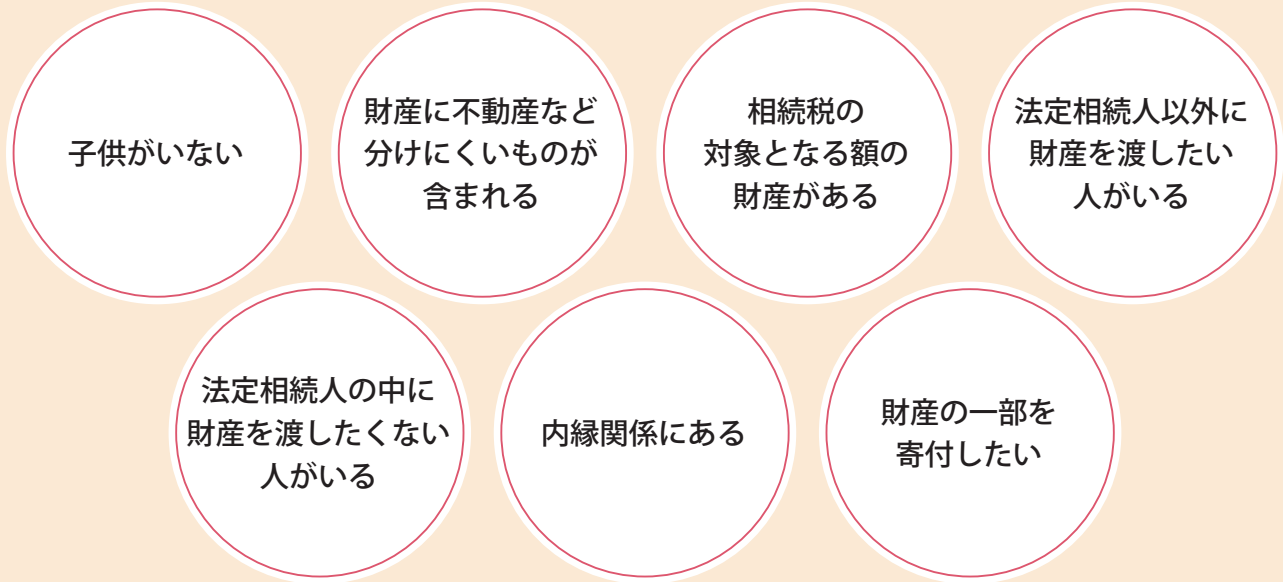 子供がいない
財産に不動産など
分けにくいものが
含まれる
相続税の
対象となる額の
財産がある
法定相続人以外に
財産を渡したい
人がいる
法定相続人の中に
財産を渡したくない
人がいる
内縁関係にある
財産の一部を
寄付したい